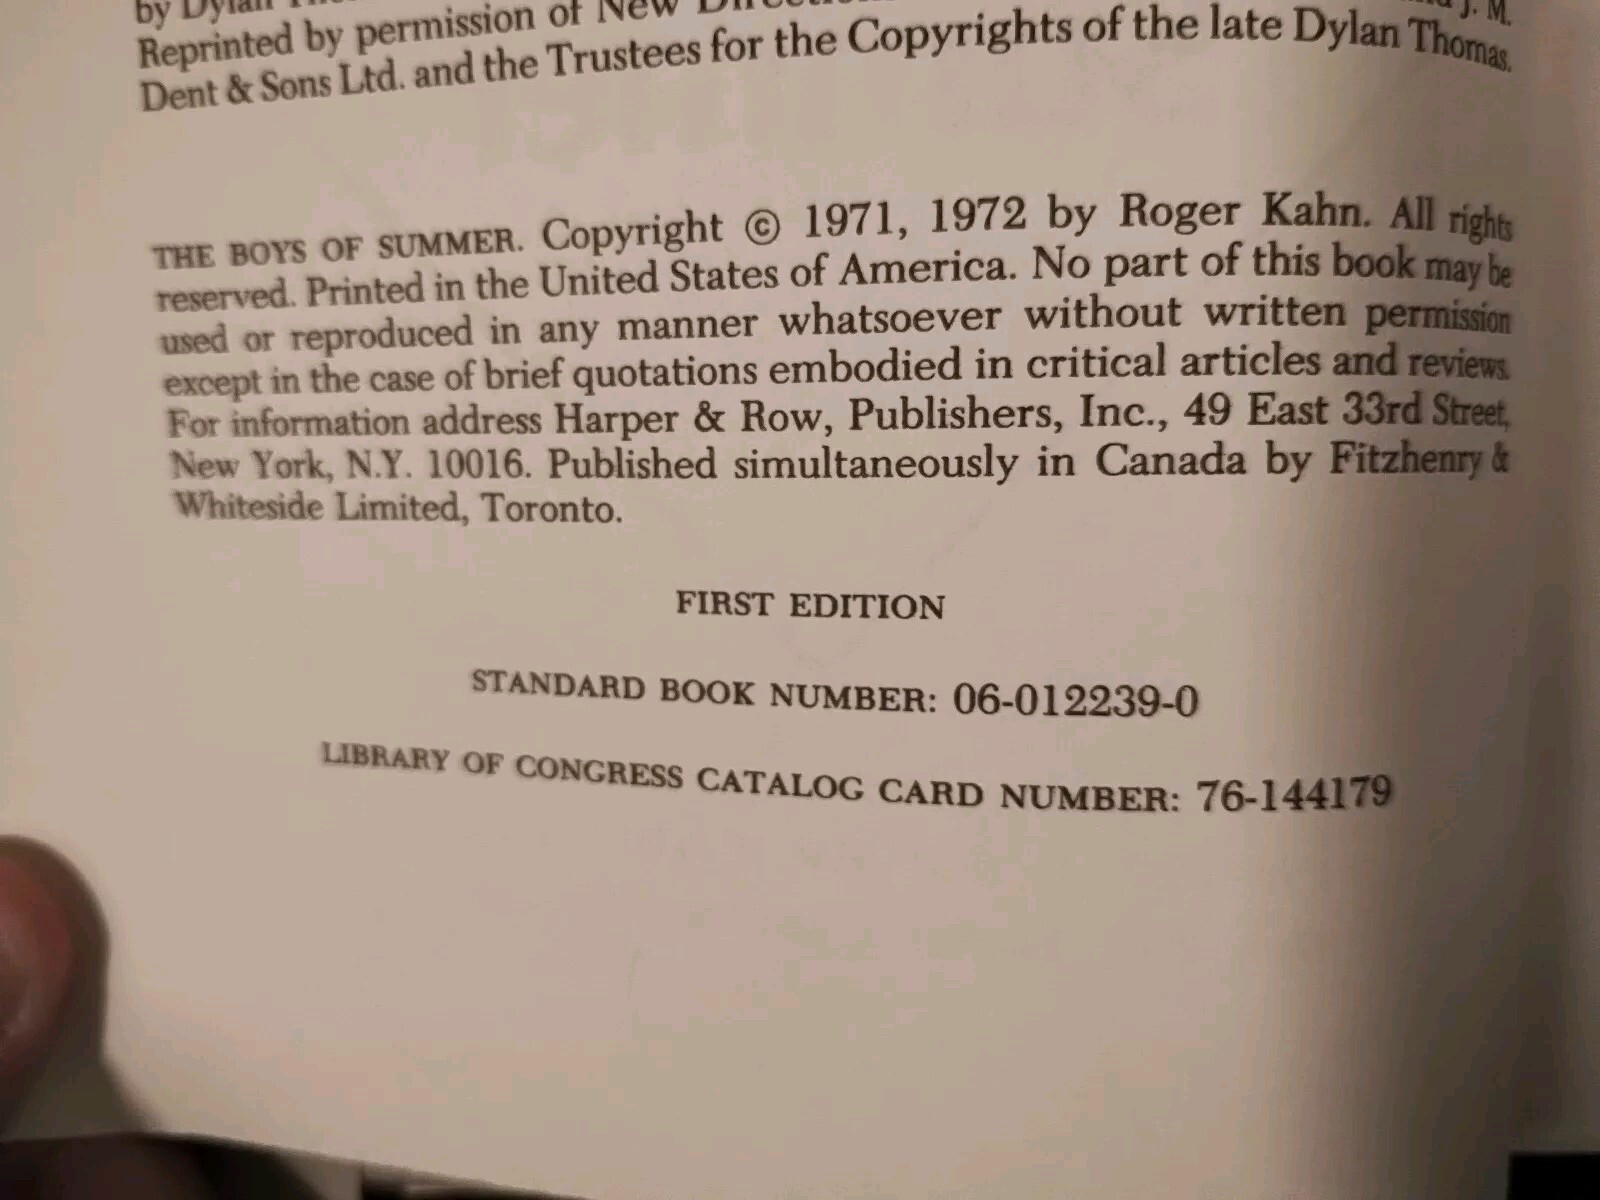 by Dylan
Reprinted by permission of New J. M.
Dent & Sons Ltd. and the Trustees for the Copyrights of the late Dylan Thomas.
THE BOYS OF SUMMER. Copyright © 1971, 1972 by Roger Kahn. All rights
reserved. Printed in the United States of America. No part of this book may be
used or reproduced in any manner whatsoever without written permission
except in the case of brief quotations embodied in critical articles and reviews.
For information address Harper & Row, Publishers, Inc., 49 East 33rd Street,
New York, N.Y. 10016. Published simultaneously in Canada by Fitzhenry &
Whiteside Limited, Toronto.
FIRST EDITION
STANDARD BOOK NUMBER: 06-012239-0
LIBRARY OF CONGRESS CATALOG CARD NUMBER: 76-144179